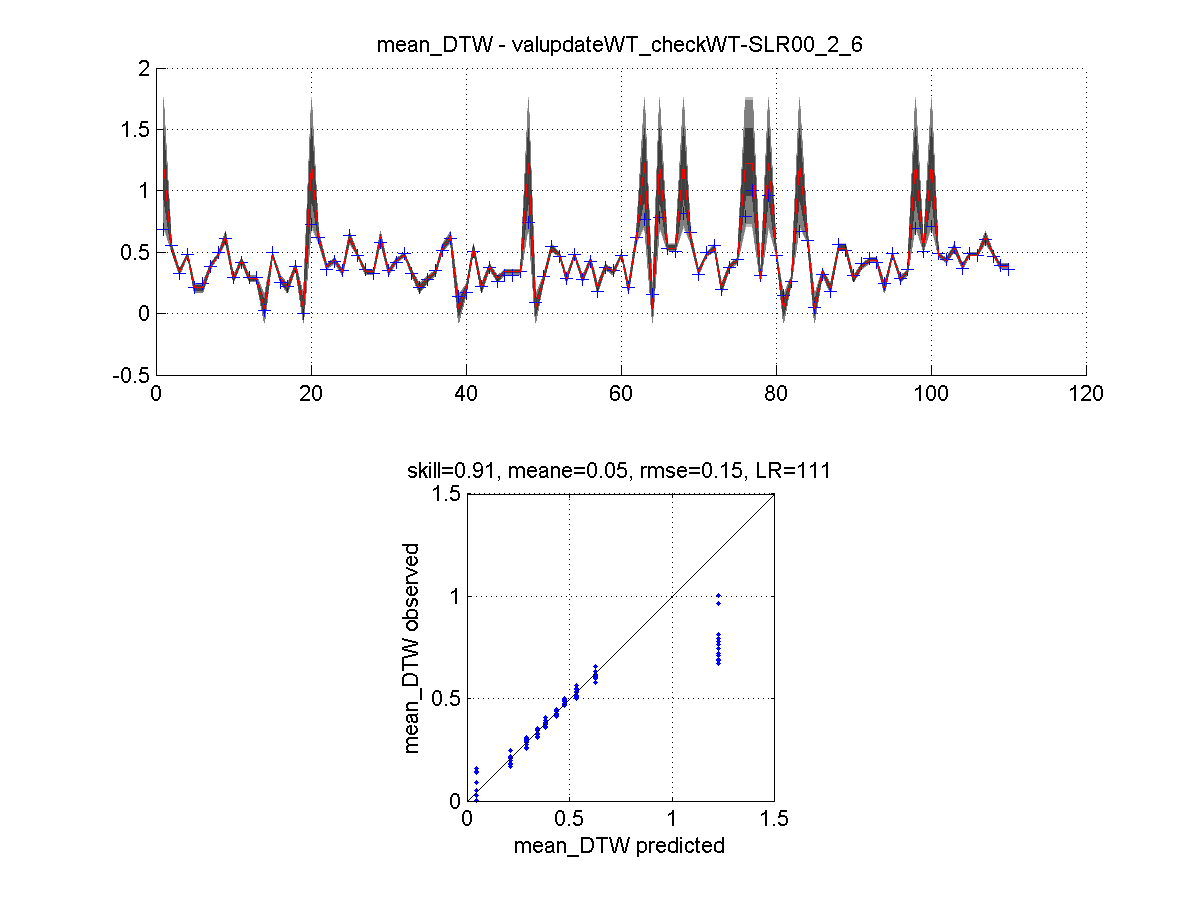 mean_DTW - valupdateWT_checkWT-SLR00_2_6
2
1.5
1
0.5
0
-0.5
0 20 40 60 80 100 120
skill=0.91, meane=0.05, rmse=0.15, LR=111
mean_DTW observed
1.5
1
0.5
0
0 0.5 1 1.5
mean_DTW predicted